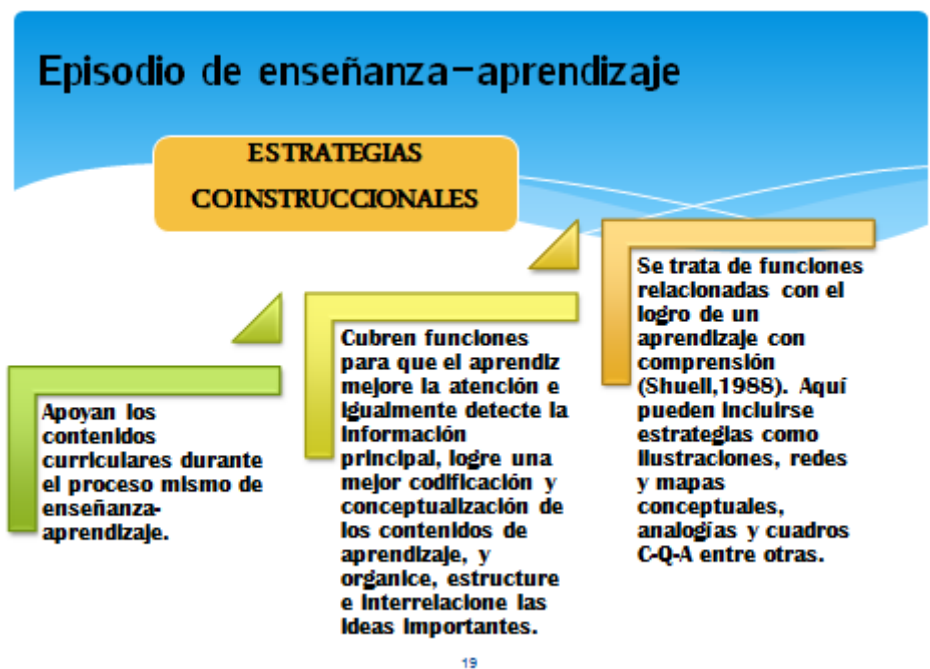 Episodio de enseñanza-aprendizaje
ESTRATEGIAS
COINSTRUCCIONALES
Apoyan los
contenidos
curriculares durante
el proceso mismo de
enseñanza-
aprendizaje.
Cubren funciones
para que el aprendiz
mejore la atención e
igualmente detecte la
información
principal, logre una
mejor codificación y
conceptualización de
los contenidos de
aprendizaje, y
organice, estructure
e interrelacione las
ideas importantes.
Se trata de funciones
relacionadas con el
logro de un
aprendizaje con
comprensión
(Shuell,1988). Aquí
pueden incluirse
estrategias como
ilustraciones, redes
y mapas
conceptuales,
analogías y cuadros
C-Q-A entre otras.
19